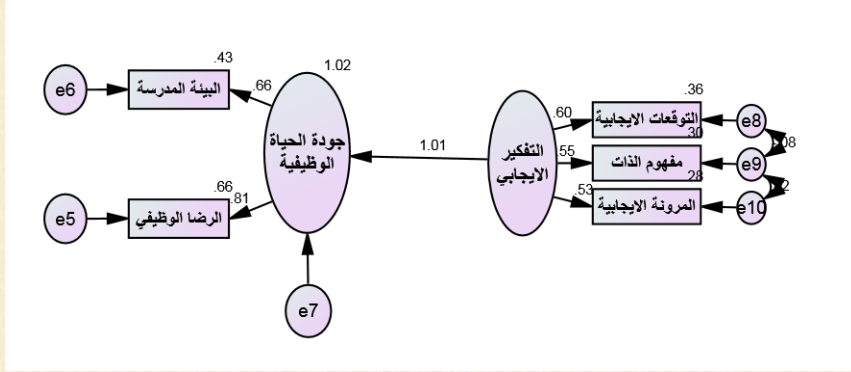 1.02
.43
البيئة المدرسة
e6
.66
جودة الحياة
الوظيفية
.66
.81
الرضا الوظيفي
e5
e7
1.01
التفكير
الايجابي
.60
.55
.53
.36
التوقعات الايجابية
e8
.30
مفهوم الذات
e9
.28
المرونة الايجابية
e10